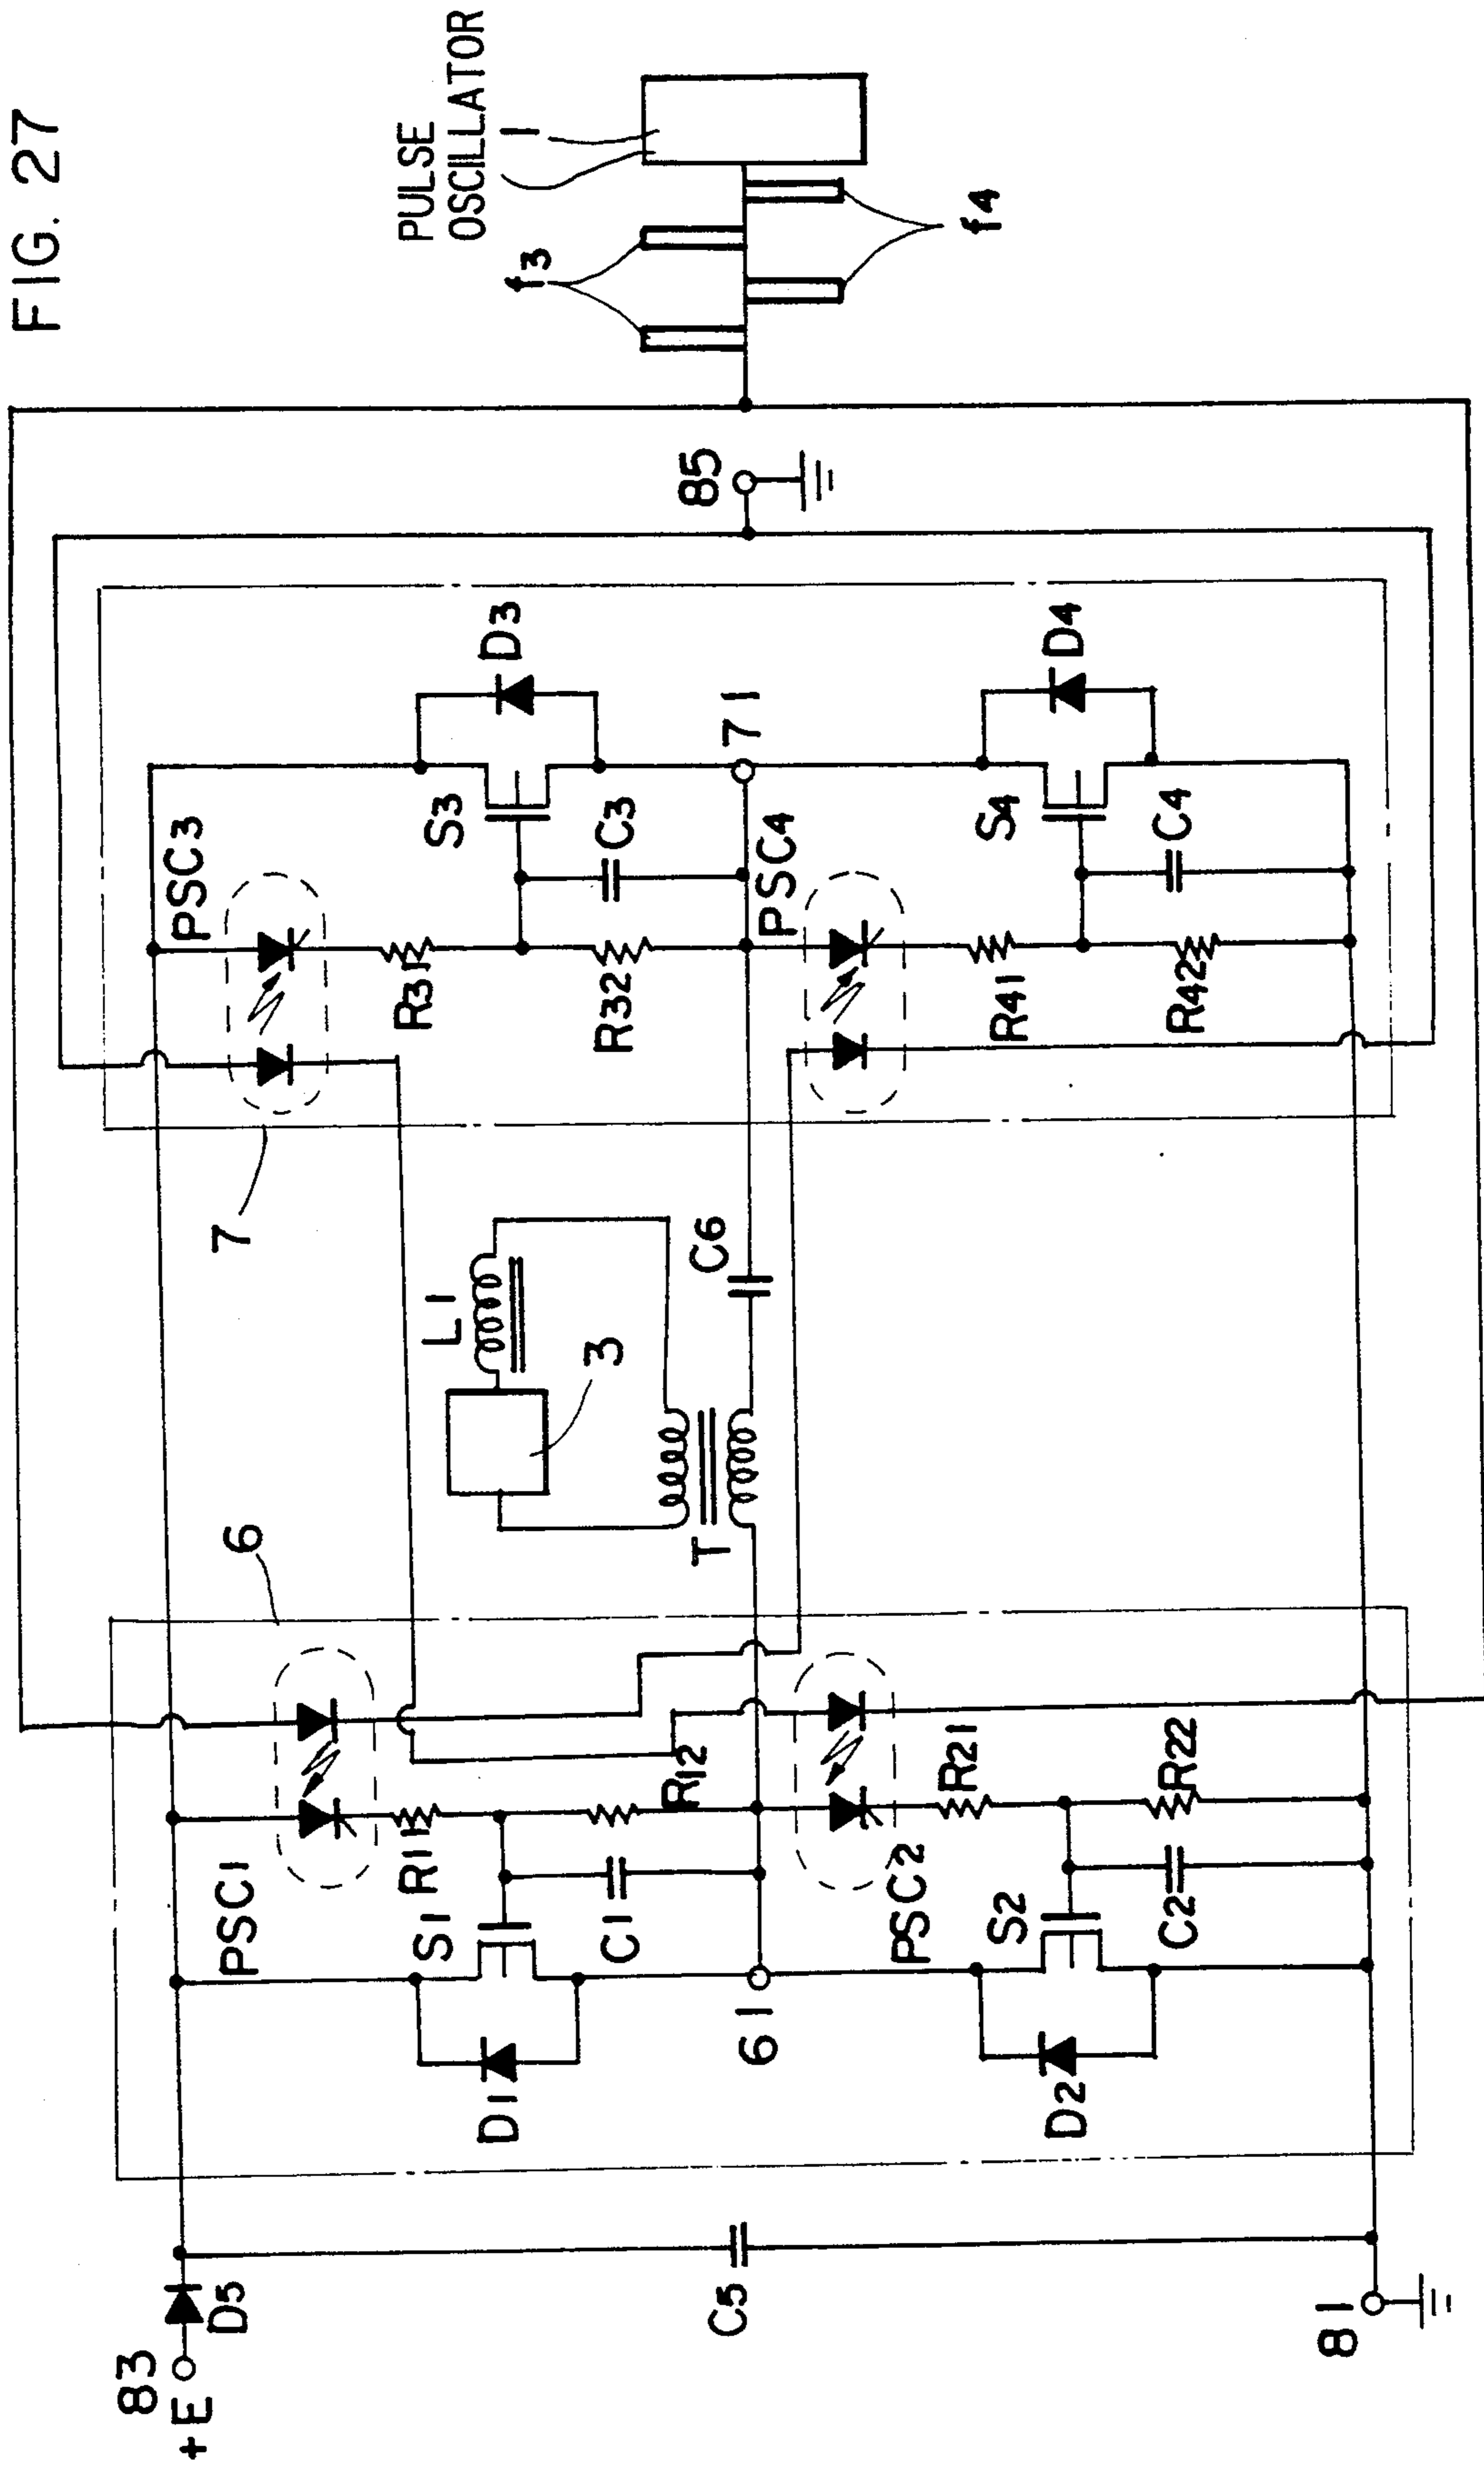 FIG. 27
PULSE
OSCILLATOR
1
f3
f4
85
7
PSC3
S3
D3
R31
C3
R32
71
PSC4
S4
D4
R41
C4
R42
L1
3
C6
T
6
PSC1
R11
R12
S1
C1
D1
61
PSC2
R21
R22
S2
C2
D2
83
+E
D5
C5
81